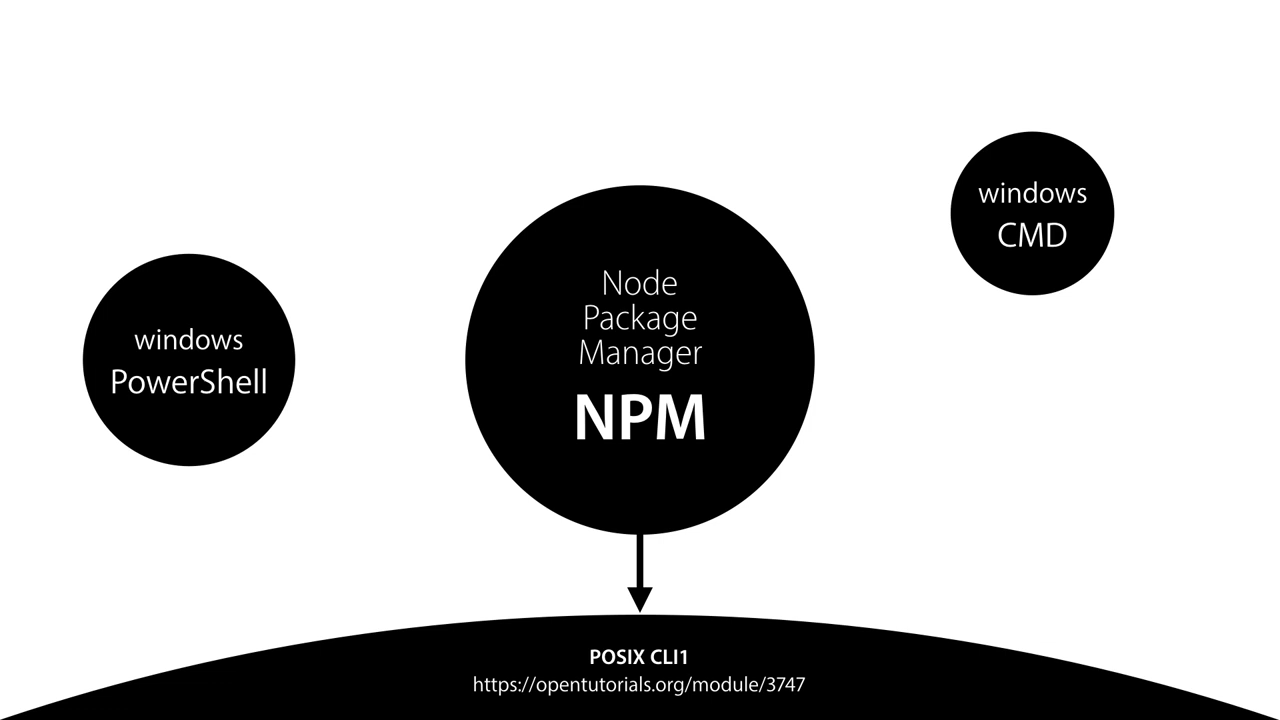 windows
PowerShell
Node
Package
Manager
NPM
windows
CMD
POSIX CLI1
https://opentutorials.org/module/3747